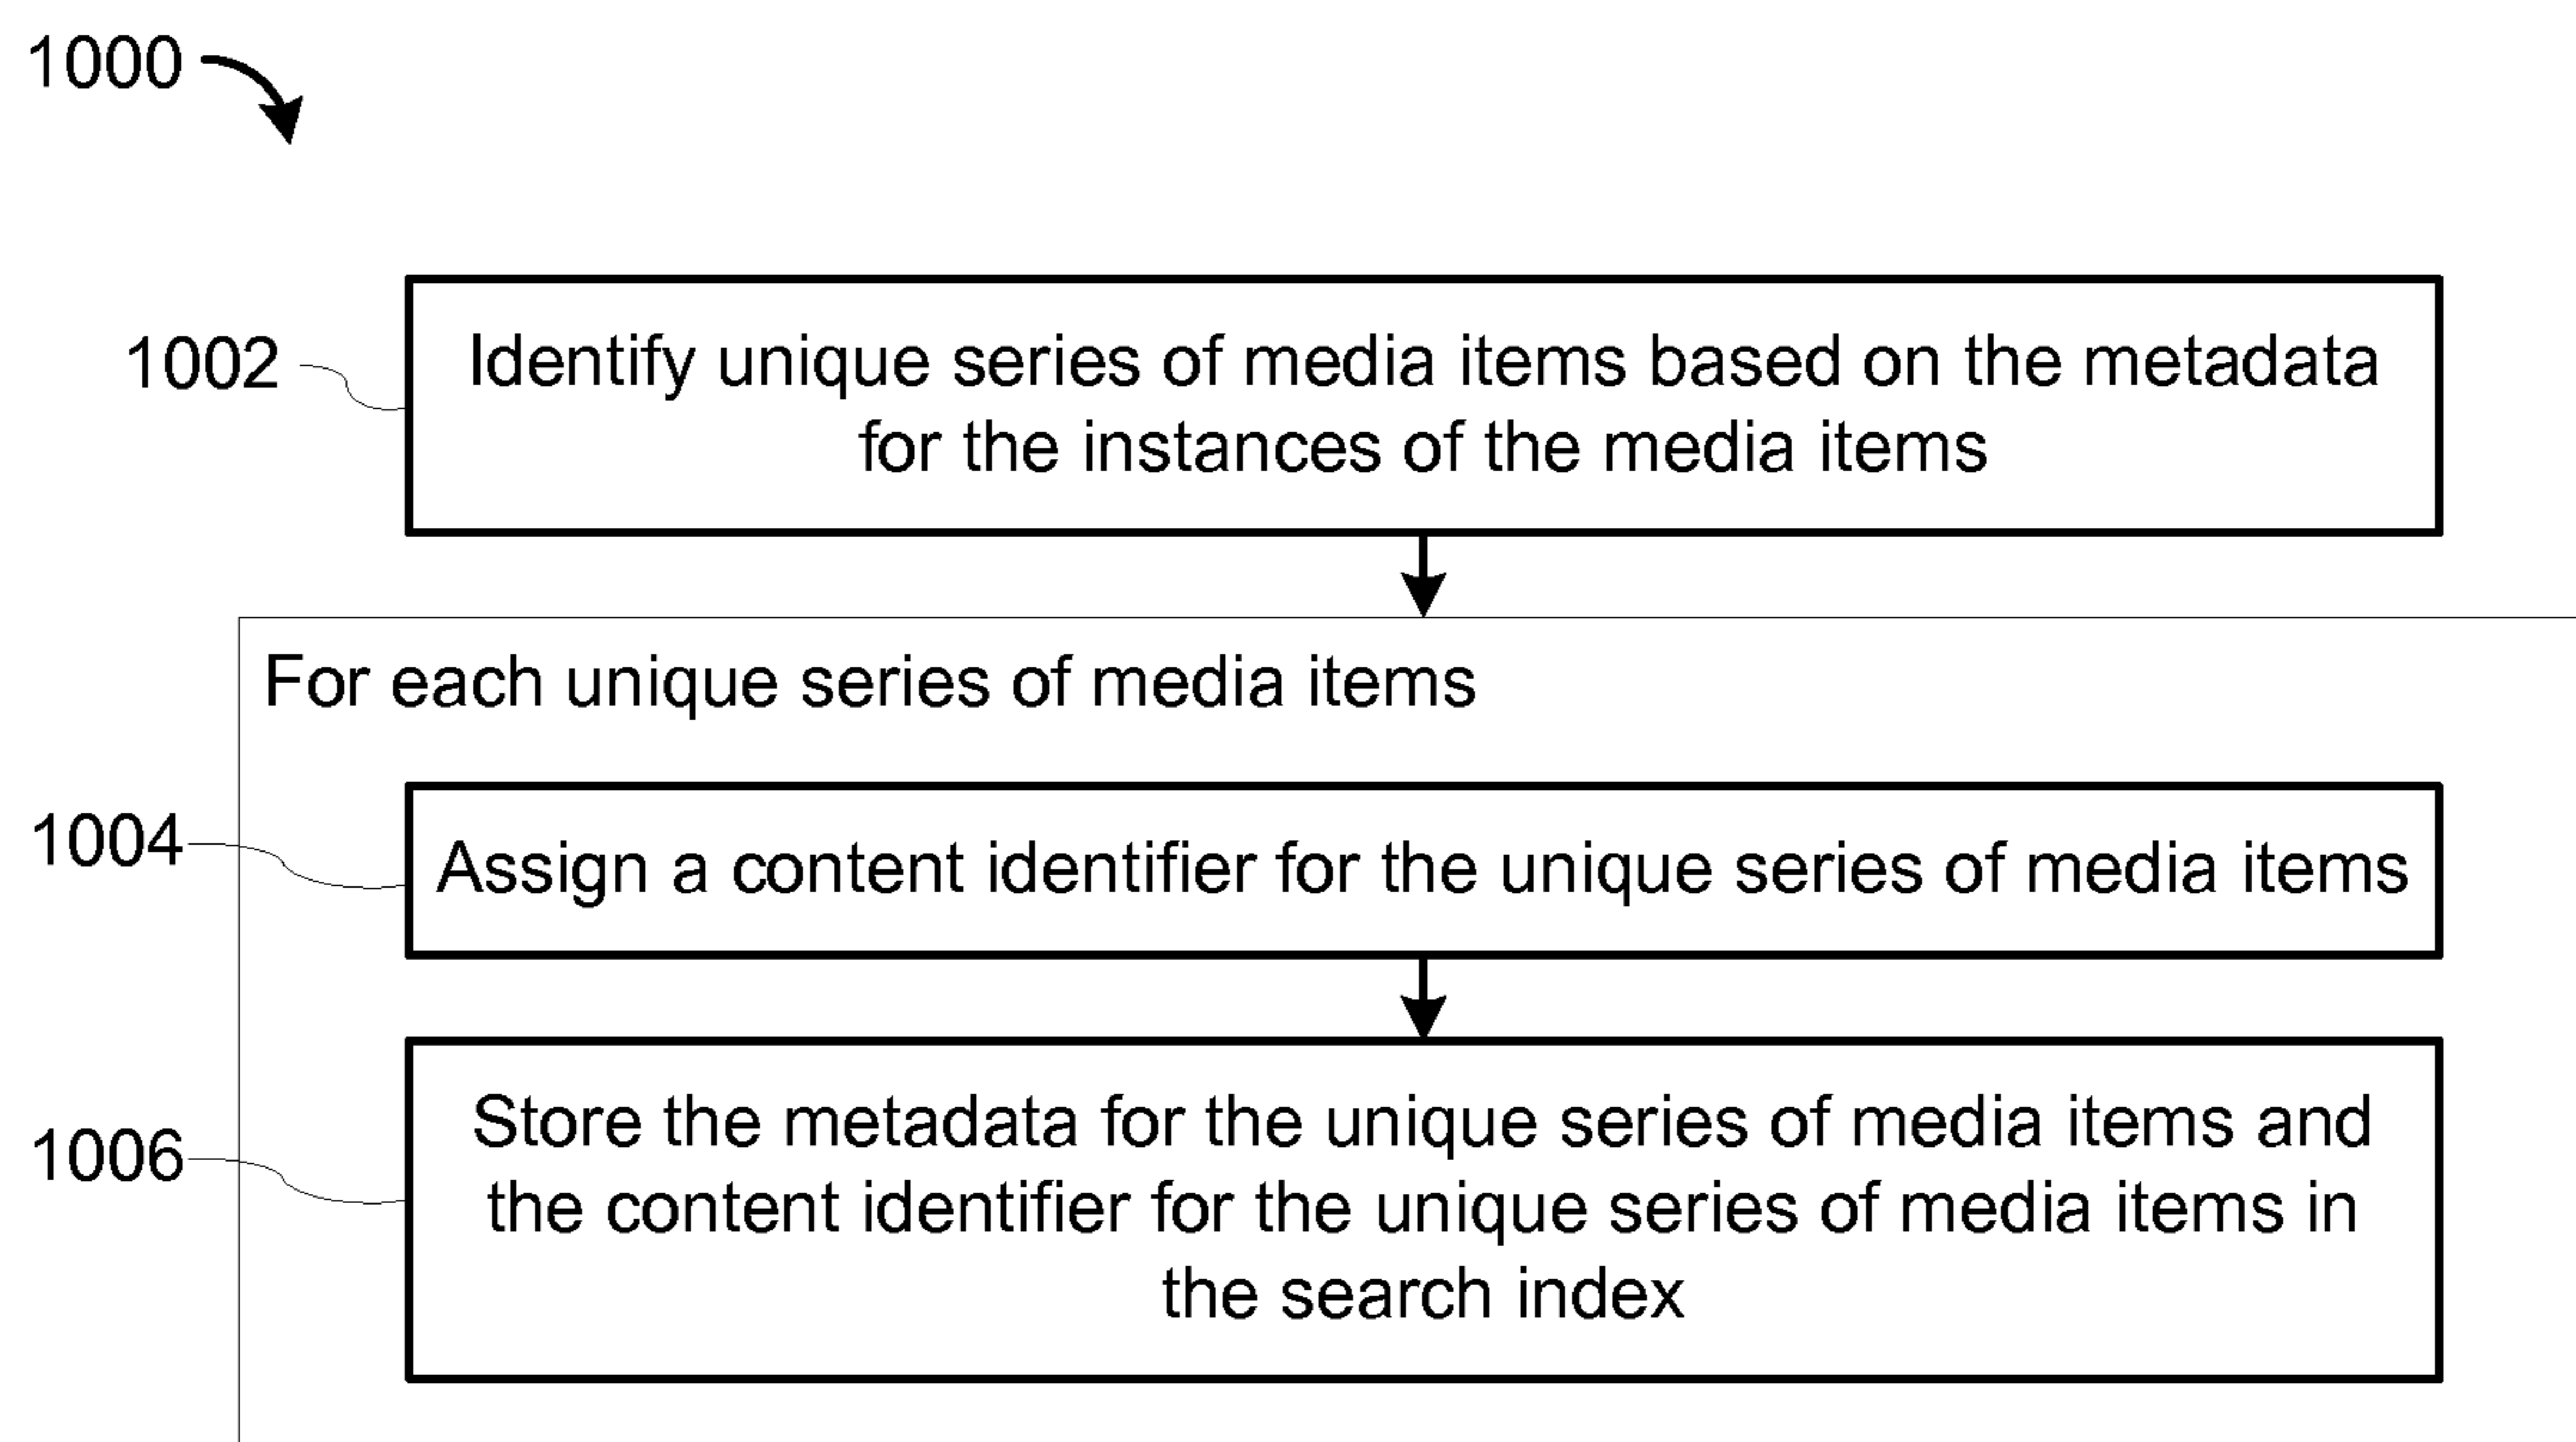 1000
1002
Identify unique series of media items based on the metadata
for the instances of the media items
For each unique series of media items
1004
Assign a content identifier for the unique series of media items
1006
Store the metadata for the unique series of media items and
the content identifier for the unique series of media items in
the search index